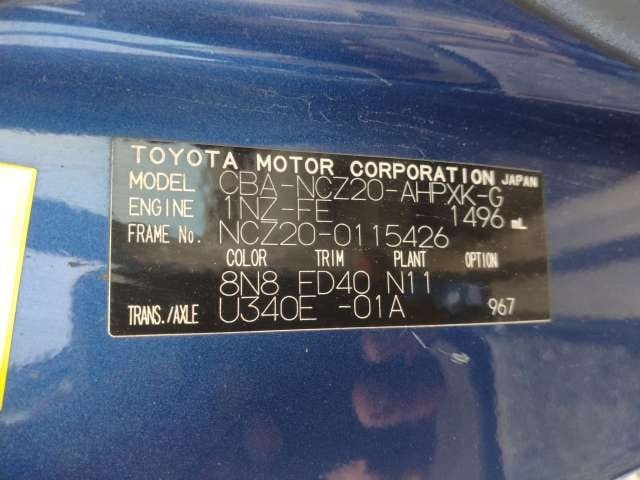 TOYOTA MOTOR CORPORATION JAPAN
MODEL CBA-NCZ20-AHPXK-G
ENGINE 1NZ-FE 1496 mL
FRAME No. NCZ20-0115426
COLOR TRIM PLANT OPTION
8N8 FD40 N11
TRANS./AXLE U340E -01A 967